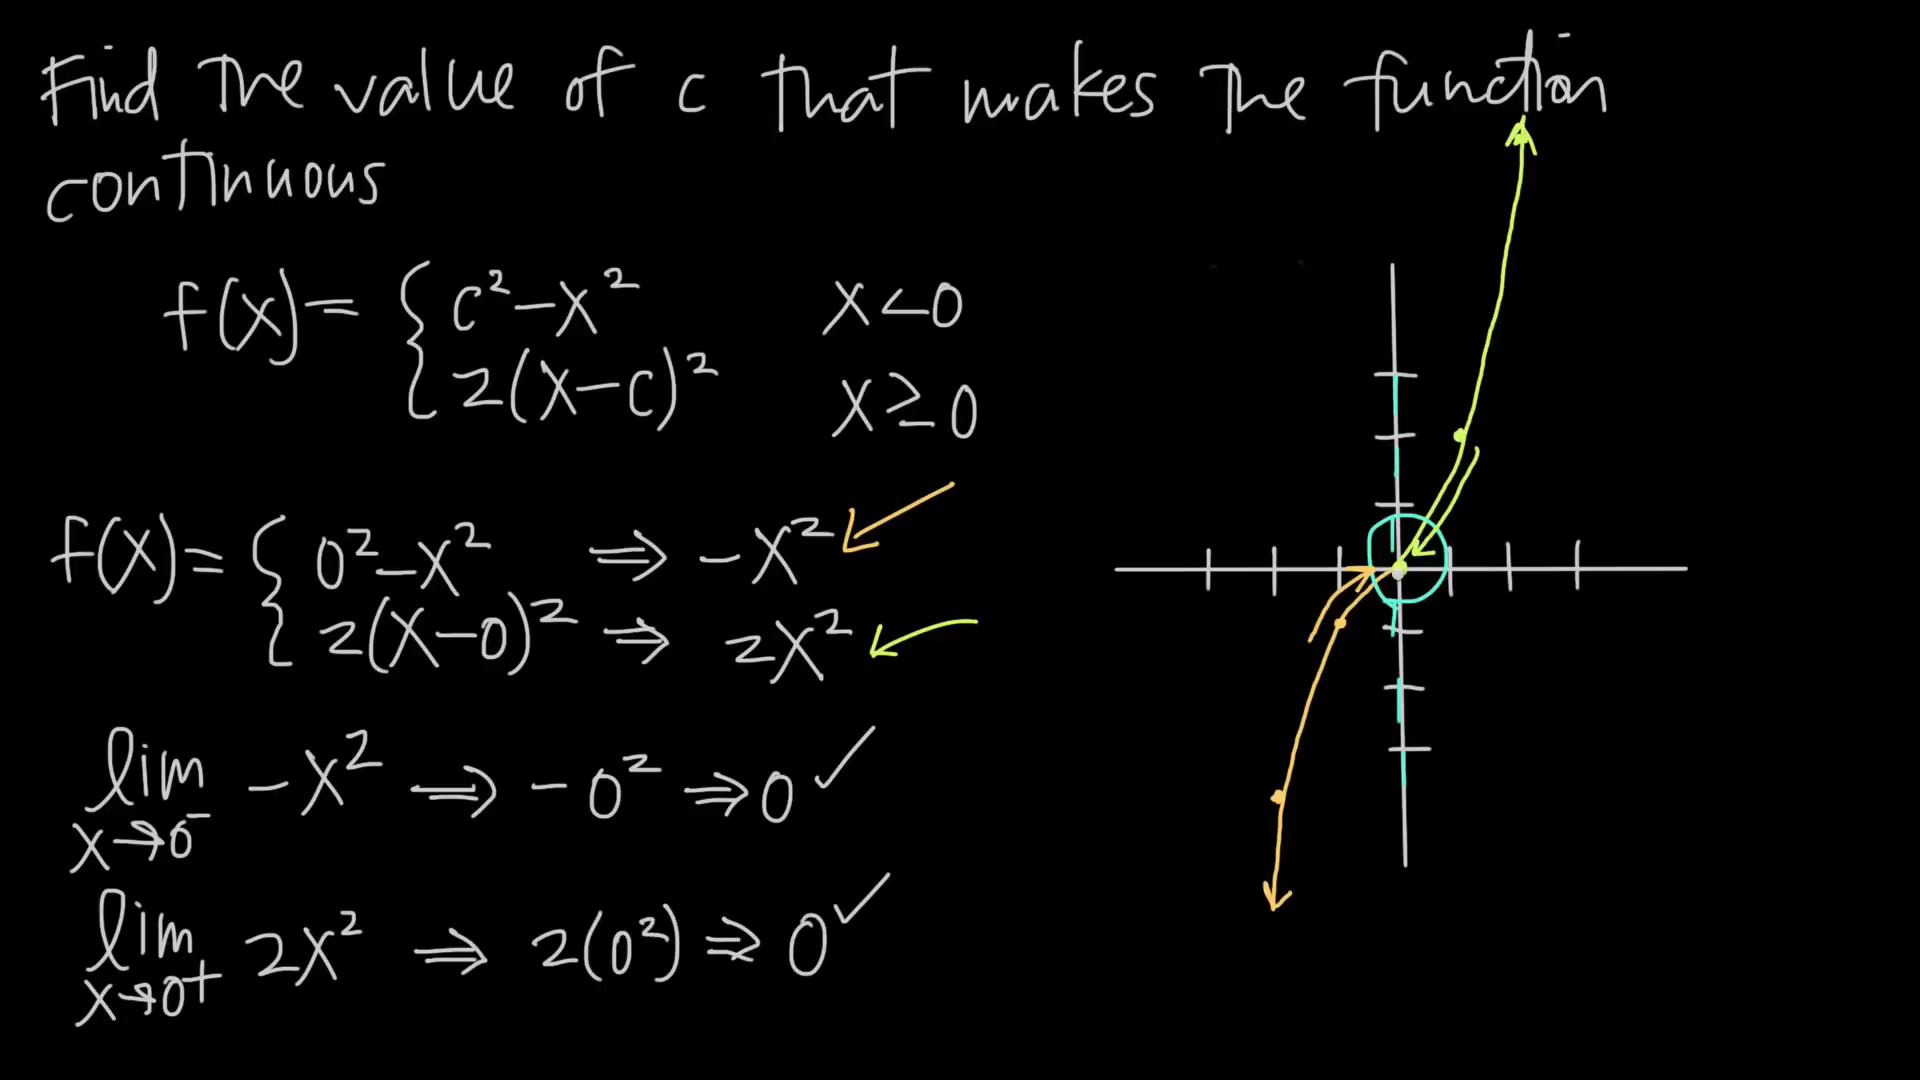 Find the value of c that makes the function
continuous
f(x) = { c² - x²   x < 0
2(x - c)²   x ≥ 0
f(x) = { 0² - x² ⇒ -x²
2(x - 0)² ⇒ 2x²
lim -x² ⇒ -0² ⇒ 0 ✓
x→0⁻
lim 2x² ⇒ 2(0²) ⇒ 0 ✓
x→0⁺